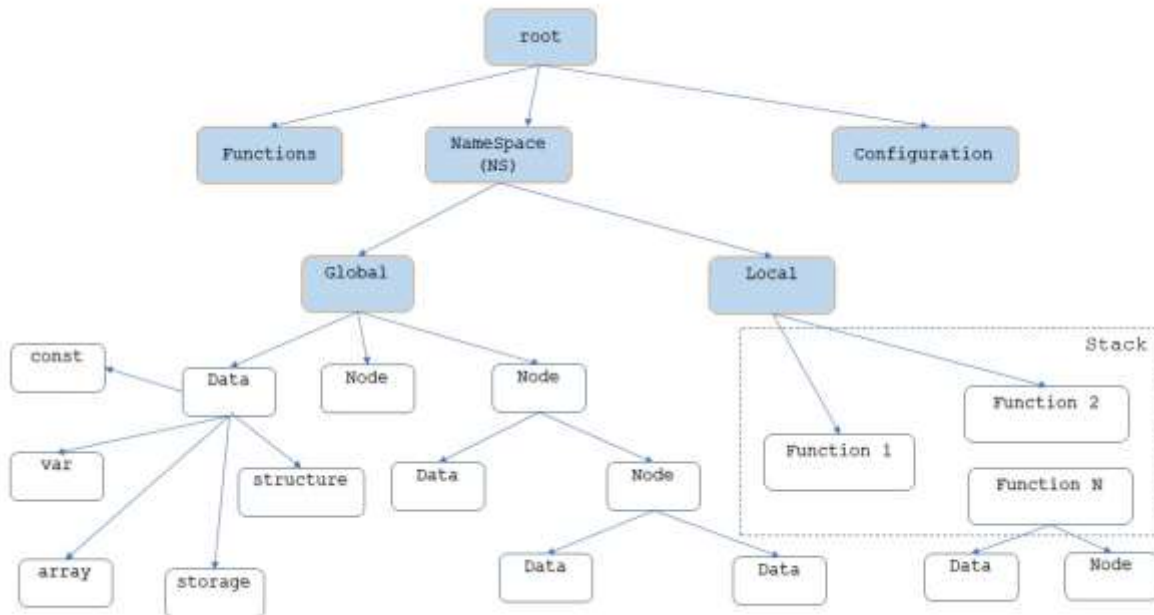 root
Functions
NameSpace
(NS)
Configuration
Global
Local
Stack
const
Data
Node
Node
Function 2
Function 1
var
structure
Data
Node
Function N
array
storage
Data
Data
Data
Node